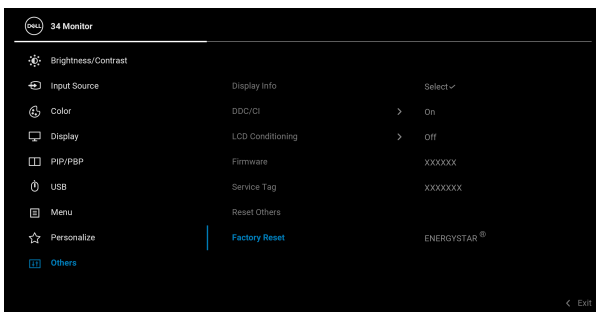 DELL 34 Monitor
Brightness/Contrast
Input Source Display Info Select✓
Color DDC/CI > On
Display LCD Conditioning > Off
PIP/PBP Firmware XXXXXX
USB Service Tag XXXXXXX
Menu Reset Others
Personalize Factory Reset ENERGYSTAR ®
Others
< Exit